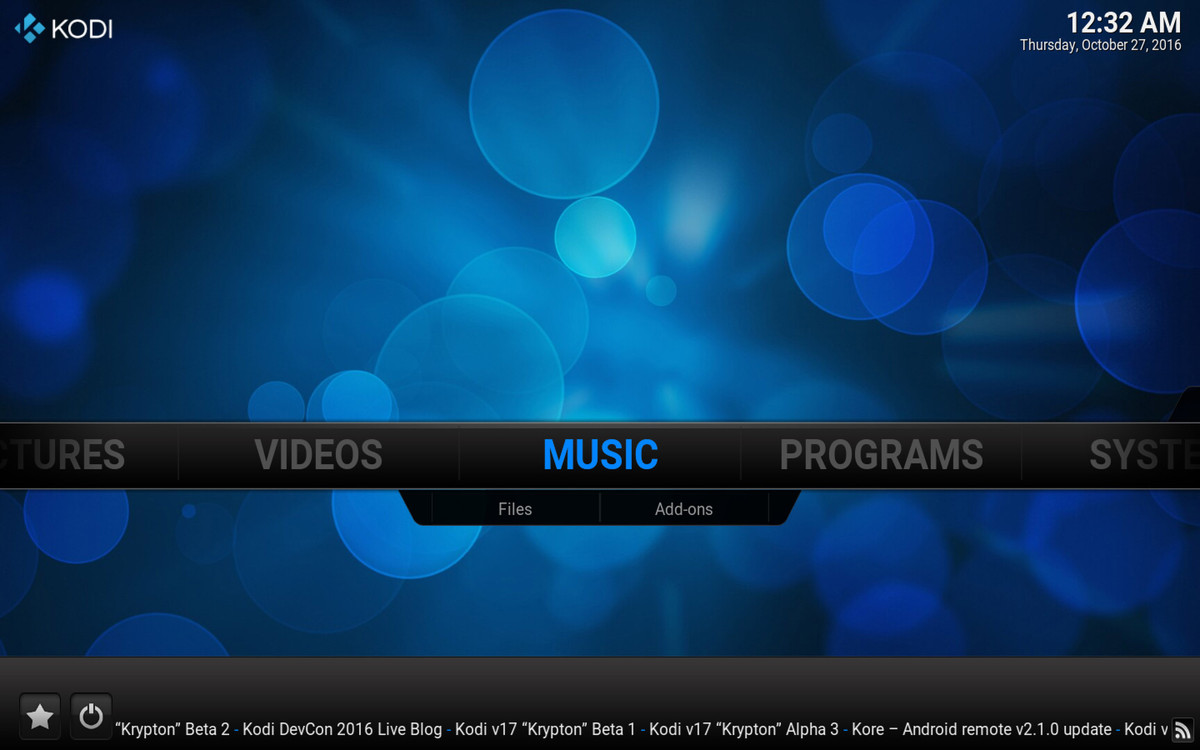 KODI
12:32 AM
Thursday, October 27, 2016
CTURES VIDEOS MUSIC PROGRAMS SYSTE
Files Add-ons
“Krypton” Beta 2 - Kodi DevCon 2016 Live Blog - Kodi v17 “Krypton” Beta 1 - Kodi v17 “Krypton” Alpha 3 - Kore – Android remote v2.1.0 update - Kodi v